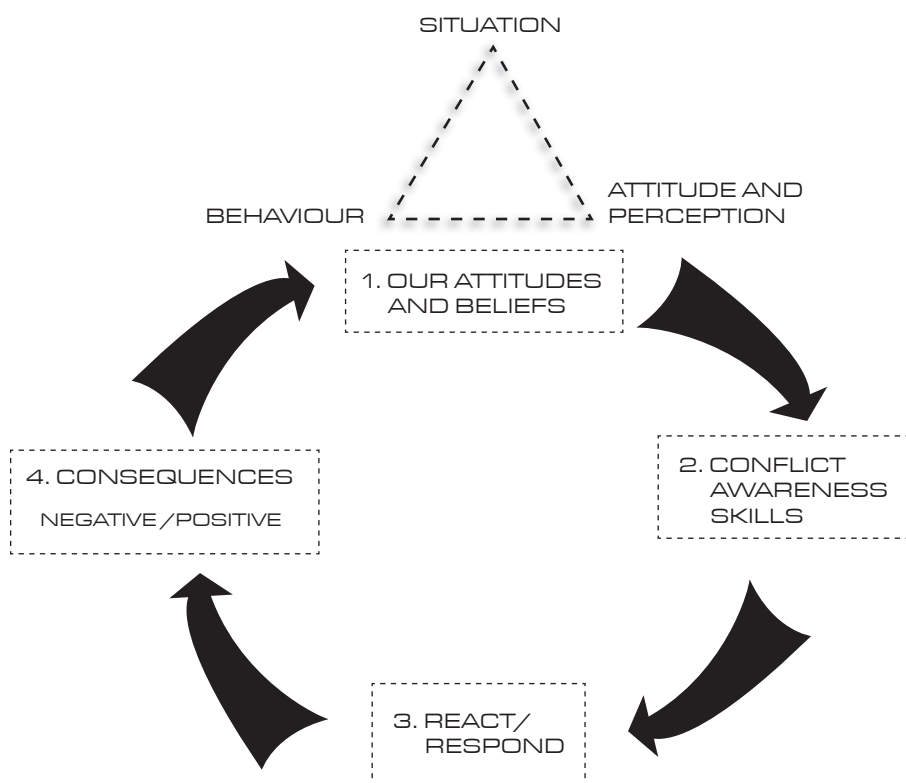 SITUATION
BEHAVIOUR
ATTITUDE AND
PERCEPTION
1. OUR ATTITUDES
AND BELIEFS
2. CONFLICT
AWARENESS
SKILLS
3. REACT/
RESPOND
4. CONSEQUENCES
NEGATIVE/POSITIVE